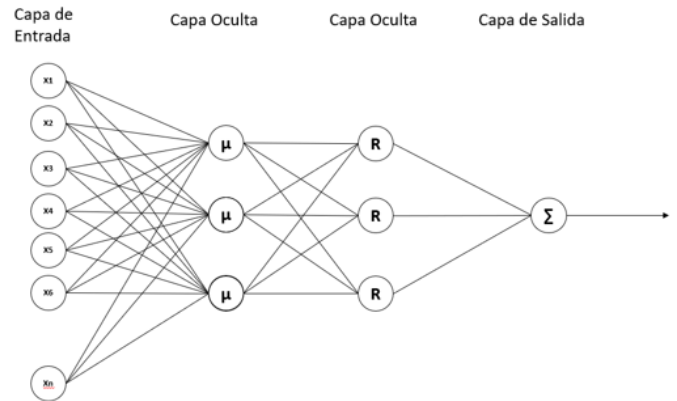 Capa de
Entrada
Capa Oculta
Capa Oculta
Capa de Salida
x1
x2
x3
x4
x5
x6
xn
μ
μ
μ
R
R
R
Σ